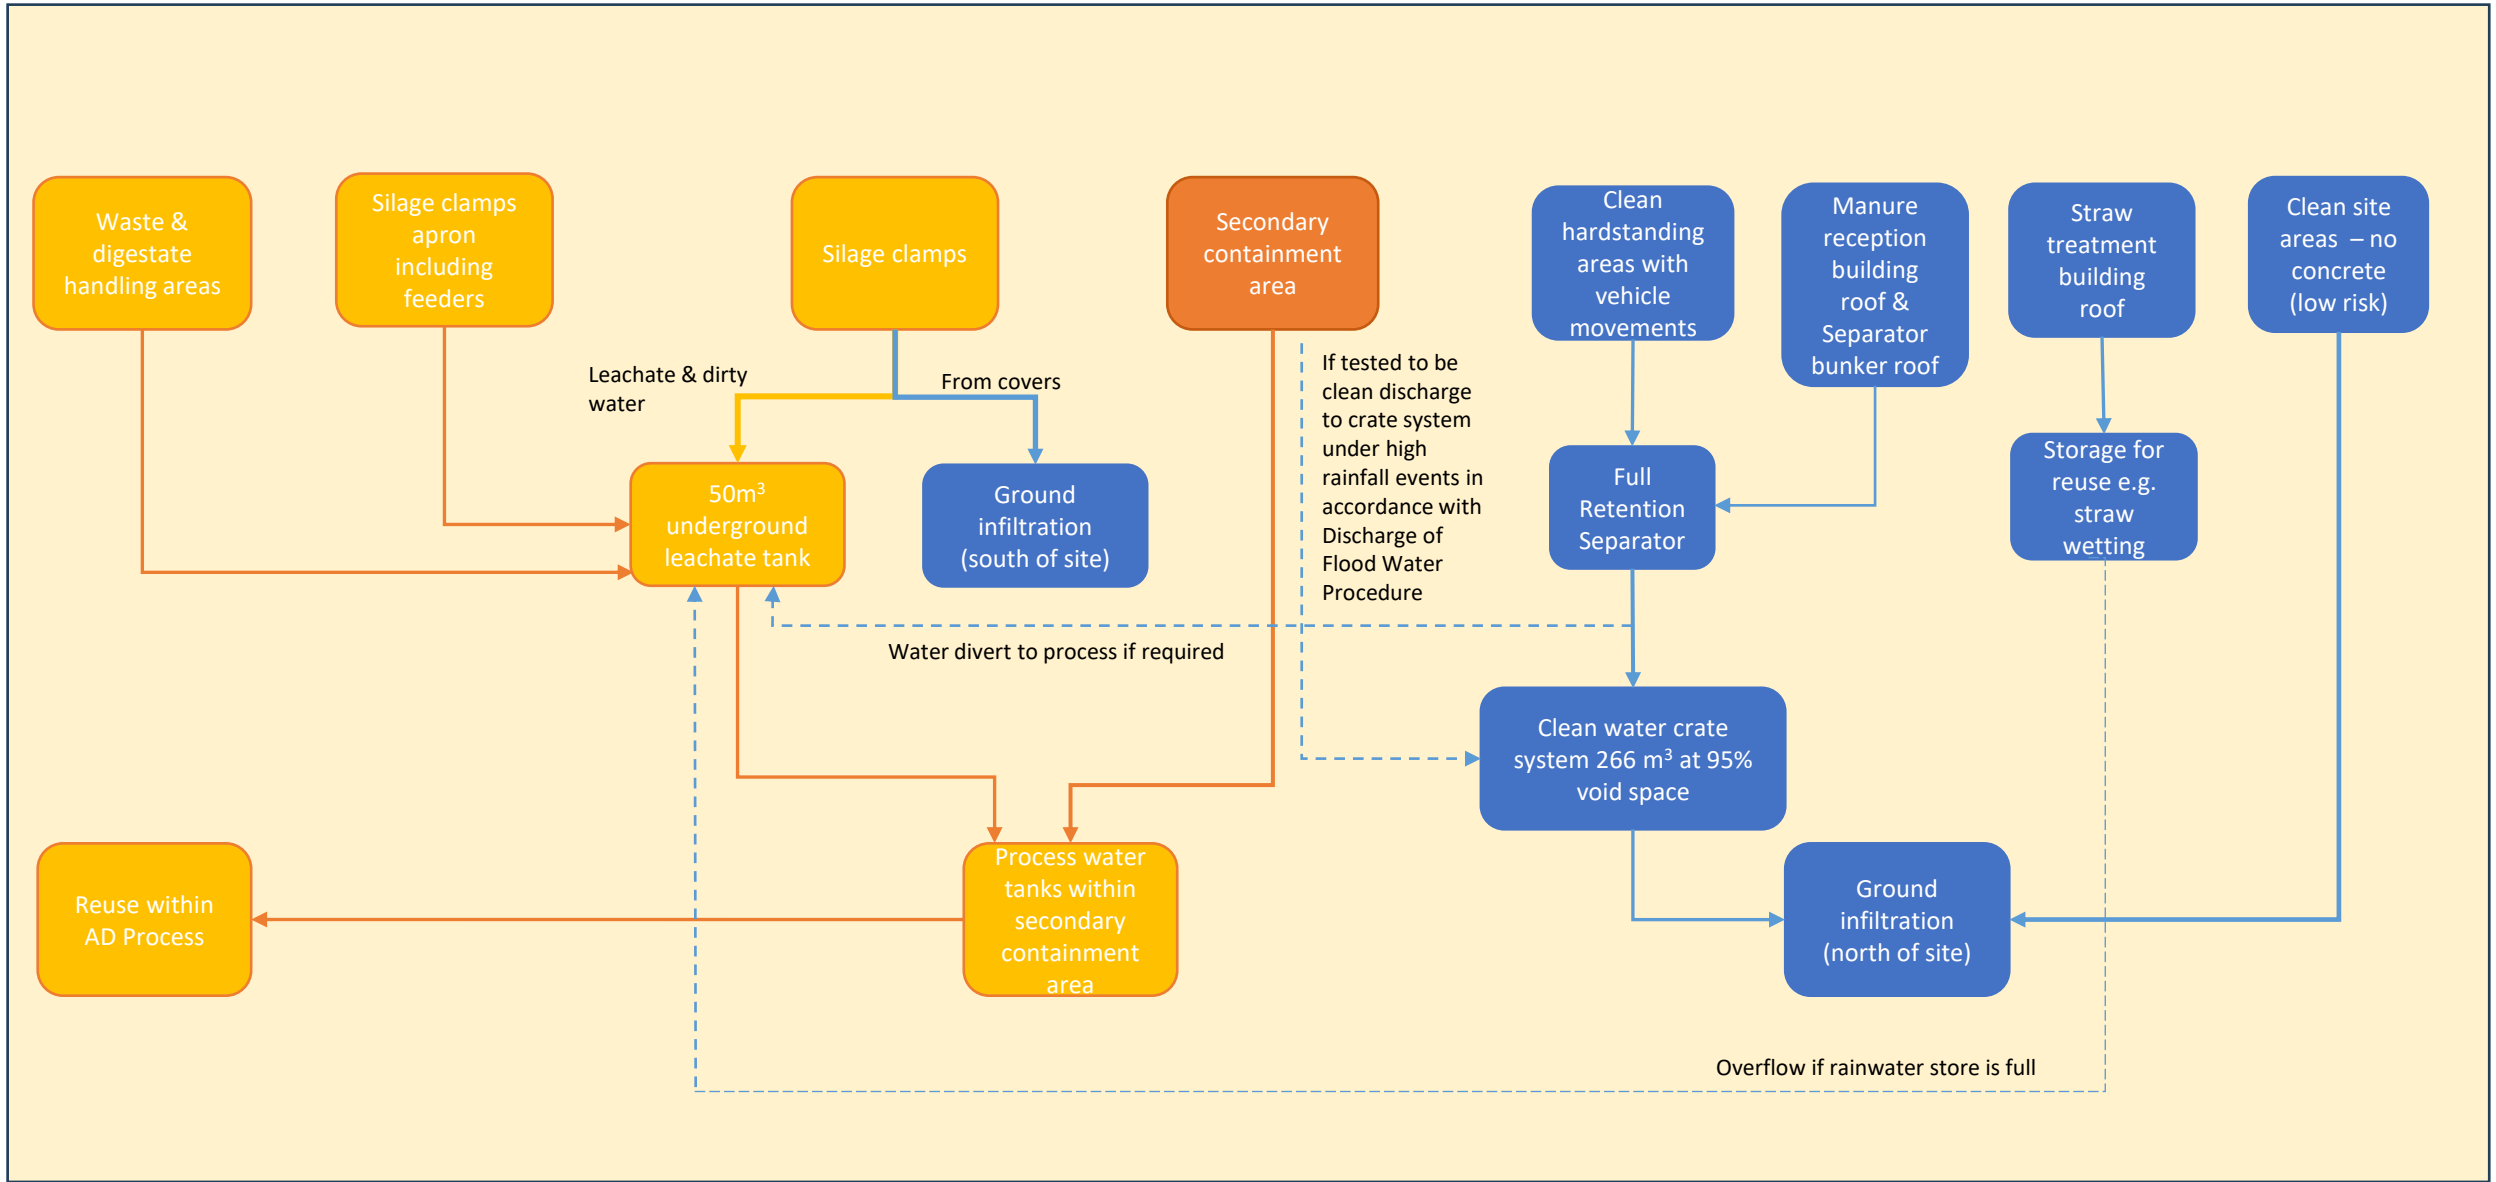 Waste &
digestate
handling areas
Silage clamps
apron
including
feeders
Silage clamps
Secondary
containment
area
Clean
hardstanding
areas with
vehicle
movements
Manure
reception
building
roof &
Separator
bunker roof
Straw
treatment
building
roof
Clean site
areas – no
concrete
(low risk)
Leachate & dirty
water
From covers
If tested to be
clean discharge
to crate system
under high
rainfall events in
accordance with
Discharge of
Flood Water
Procedure
50m³
underground
leachate tank
Ground
infiltration
(south of site)
Full
Retention
Separator
Storage for
reuse e.g.
straw
wetting
Water divert to process if required
Clean water crate
system 266 m³ at 95%
void space
Reuse within
AD Process
Process water
tanks within
secondary
containment
area
Ground
infiltration
(north of site)
Overflow if rainwater store is full